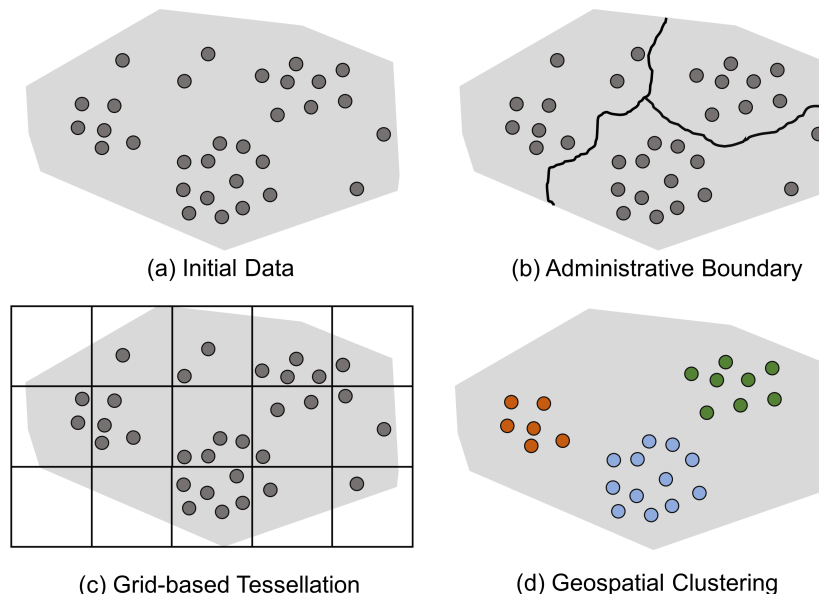 (a) Initial Data
(b) Administrative Boundary
(c) Grid-based Tessellation
(d) Geospatial Clustering